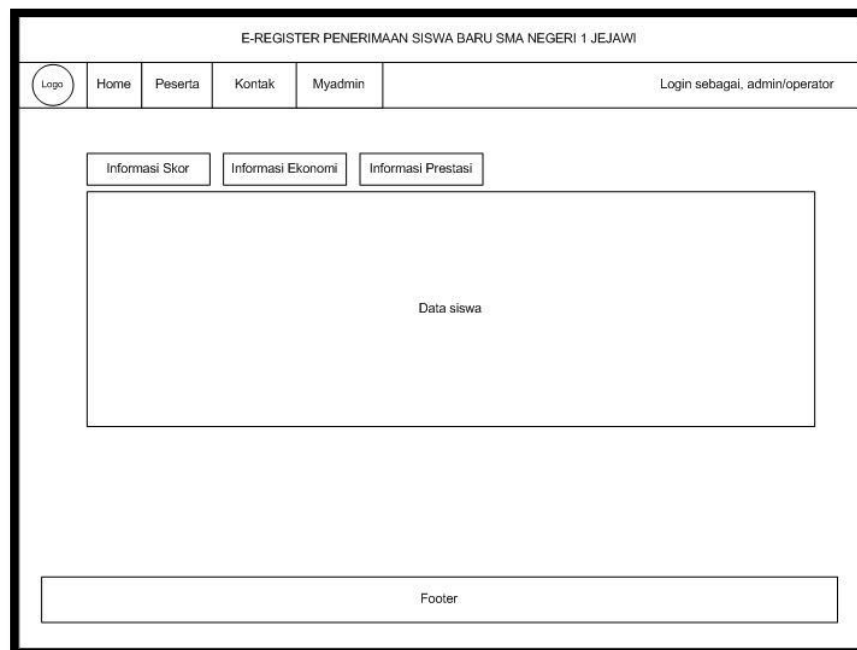 E-REGISTER PENERIMAAN SISWA BARU SMA NEGERI 1 JEJAWI
Logo Home Peserta Kontak Myadmin Login sebagai, admin/operator
Informasi Skor Informasi Ekonomi Informasi Prestasi
Data siswa
Footer